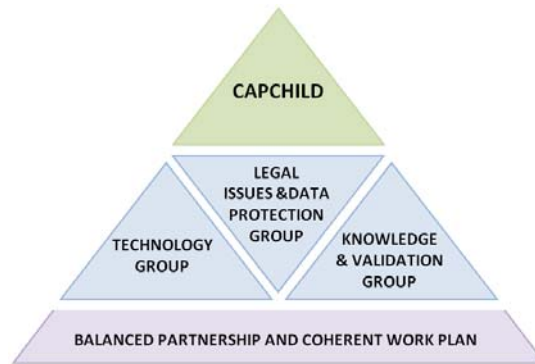 CAPCHILD
LEGAL
ISSUES &DATA
PROTECTION
GROUP
TECHNOLOGY
GROUP
KNOWLEDGE
& VALIDATION
GROUP
BALANCED PARTNERSHIP AND COHERENT WORK PLAN